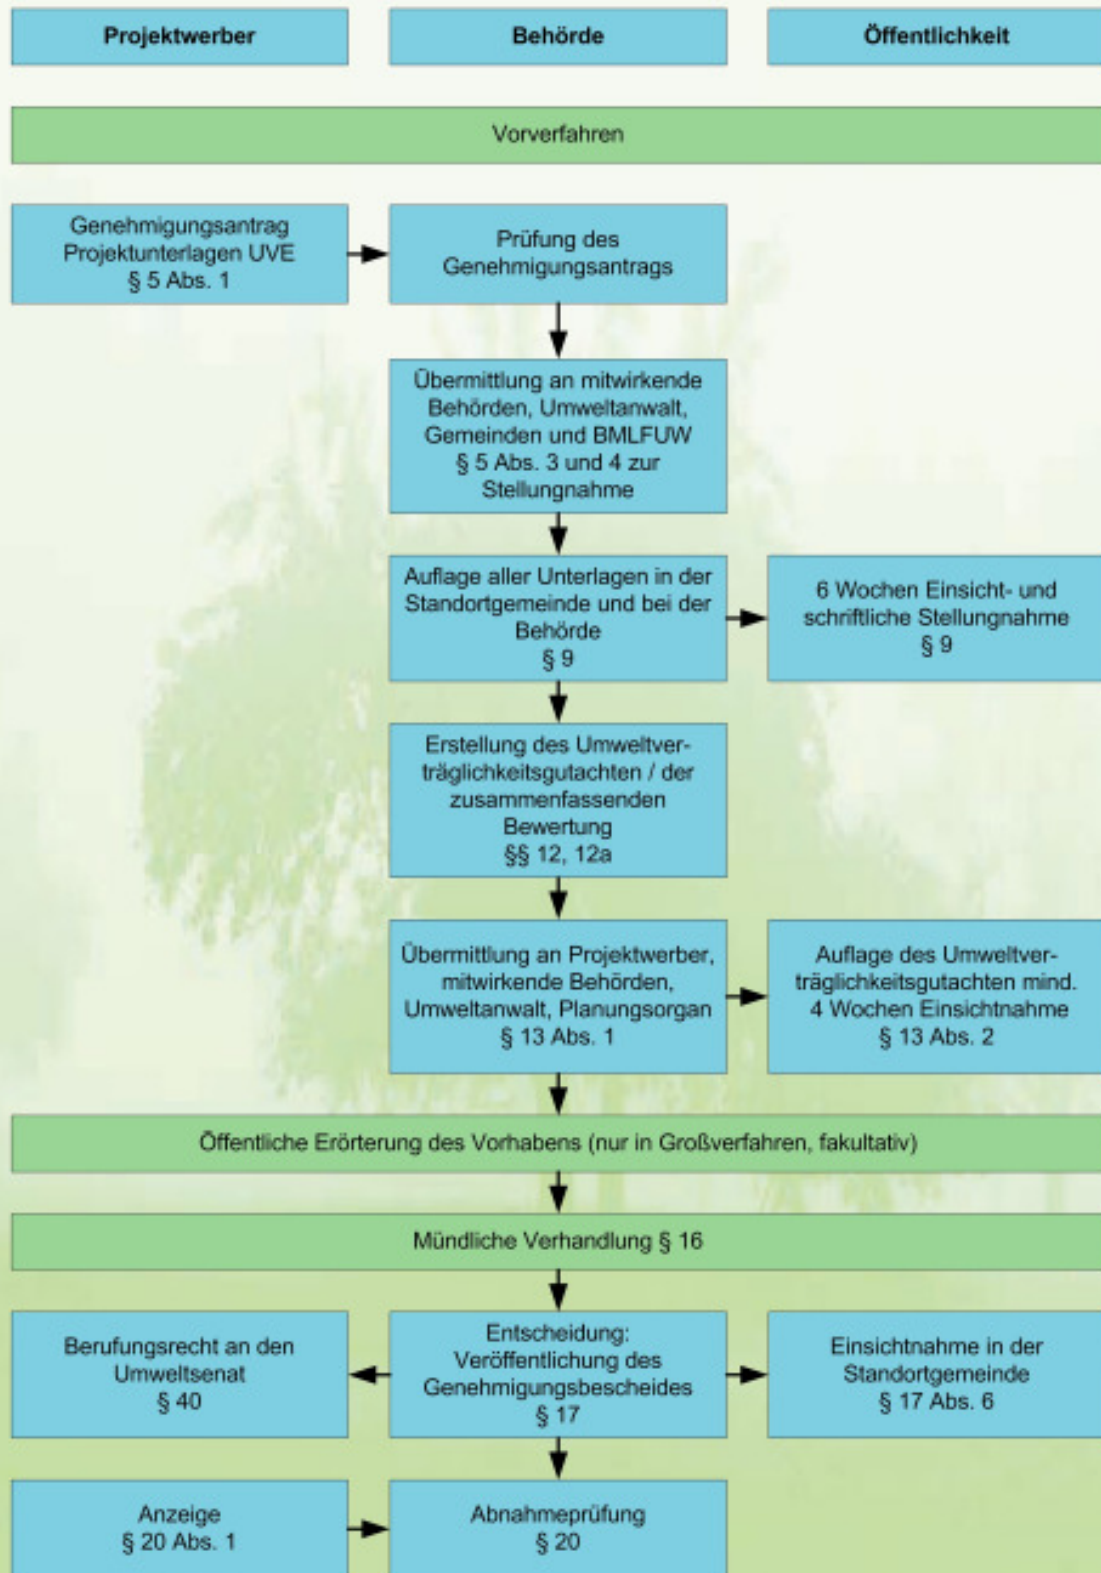 Projektwerber
Behörde
Öffentlichkeit
Vorverfahren
Genehmigungsantrag
Projektunterlagen UVE
§ 5 Abs. 1
Prüfung des
Genehmigungsantrags
Übermittlung an mitwirkende
Behörden, Umweltanwalt,
Gemeinden und BMLFUW
§ 5 Abs. 3 und 4 zur
Stellungnahme
Auflage aller Unterlagen in der
Standortgemeinde und bei der
Behörde
§ 9
6 Wochen Einsicht- und
schriftliche Stellungnahme
§ 9
Erstellung des Umweltver-
träglichkeitsgutachten / der
zusammenfassenden
Bewertung
§§ 12, 12a
Übermittlung an Projektwerber,
mitwirkende Behörden,
Umweltanwalt, Planungsorgan
§ 13 Abs. 1
Auflage des Umweltver-
träglichkeitsgutachten mind.
4 Wochen Einsichtnahme
§ 13 Abs. 2
Öffentliche Erörterung des Vorhabens (nur in Großverfahren, fakultativ)
Mündliche Verhandlung § 16
Berufungsrecht an den
Umweltsenat
§ 40
Entscheidung:
Veröffentlichung des
Genehmigungsbescheides
§ 17
Einsichtnahme in der
Standortgemeinde
§ 17 Abs. 6
Anzeige
§ 20 Abs. 1
Abnahmeprüfung
§ 20